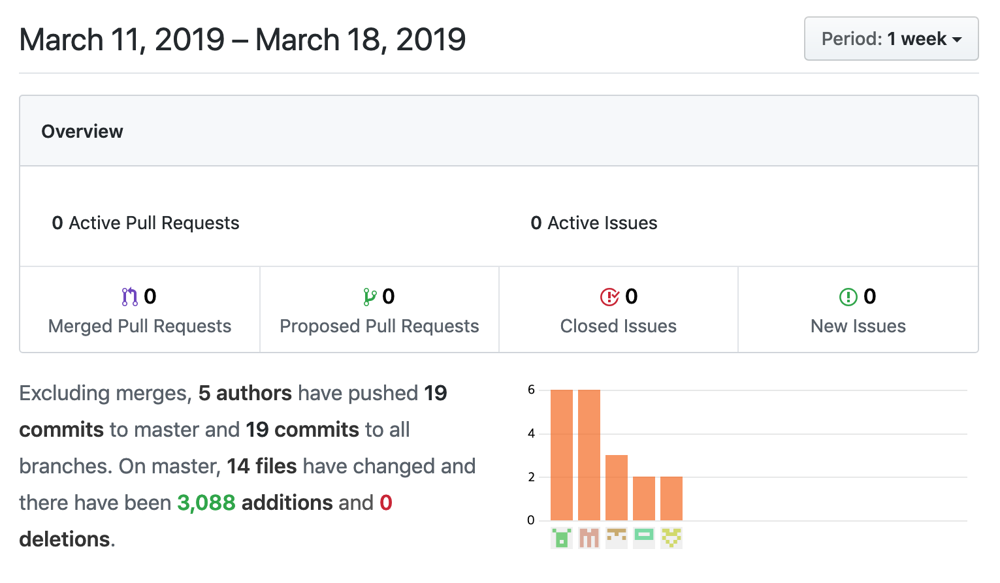 March 11, 2019 – March 18, 2019
Period: 1 week
Overview
0 Active Pull Requests
0 Active Issues
0
Merged Pull Requests
0
Proposed Pull Requests
0
Closed Issues
0
New Issues
Excluding merges, 5 authors have pushed 19
commits to master and 19 commits to all
branches. On master, 14 files have changed and
there have been 3,088 additions and 0
deletions.
6
4
2
0